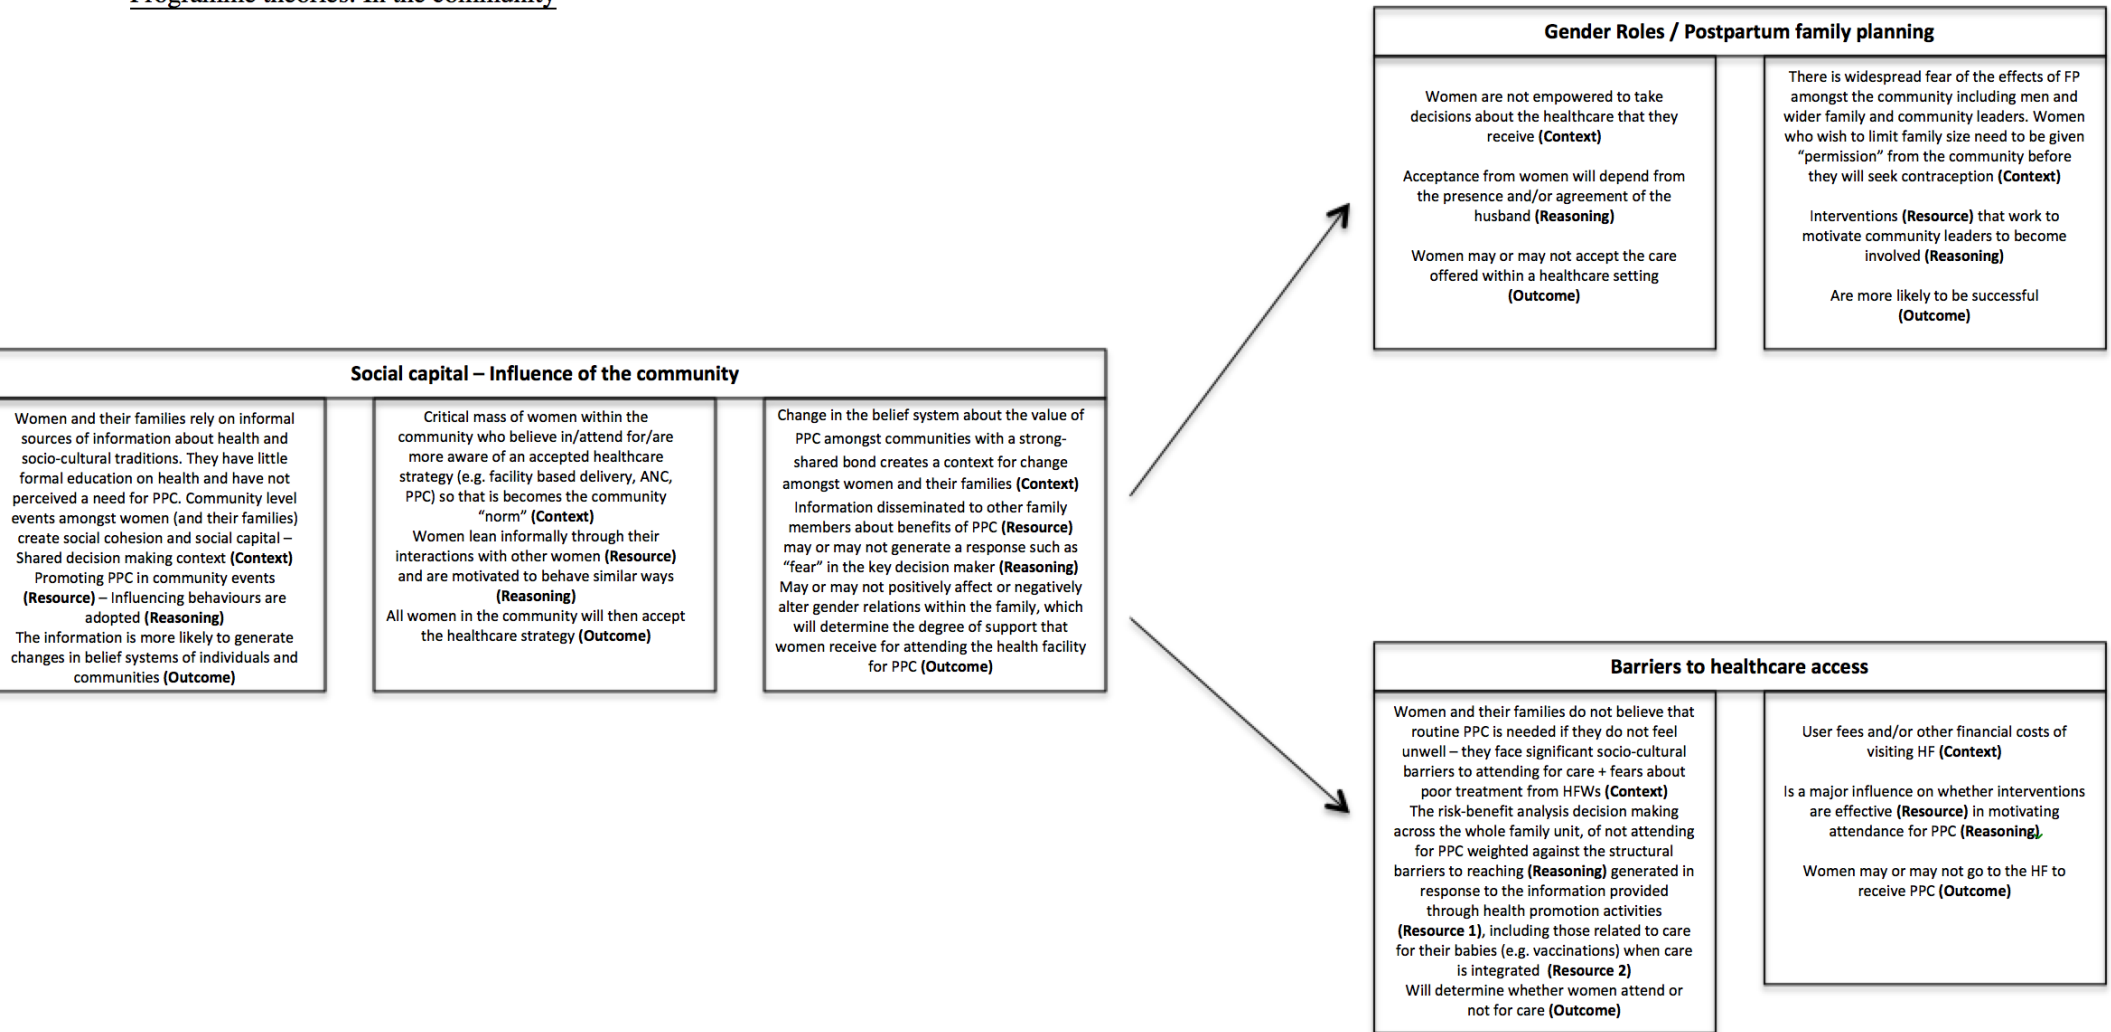 Programme theories: In the community
Gender Roles / Postpartum family planning
Women are not empowered to take
decisions about the healthcare that they
receive (Context)
Acceptance from women will depend from
the presence and/or agreement of the
husband (Reasoning)
Women may or may not accept the care
offered within a healthcare setting
(Outcome)
There is widespread fear of the effects of FP
amongst the community including men and
wider family and community leaders. Women
who wish to limit family size need to be given
“permission” from the community before
they will seek contraception (Context)
Interventions (Resource) that work to
motivate community leaders to become
involved (Reasoning)
Are more likely to be successful
(Outcome)
Social capital – Influence of the community
Women and their families rely on informal
sources of information about health and
socio-cultural traditions. They have little
formal education on health and have not
perceived a need for PPC. Community level
events amongst women (and their families)
create social cohesion and social capital –
Shared decision making context (Context)
Promoting PPC in community events
(Resource) – Influencing behaviours are
adopted (Reasoning)
The information is more likely to generate
changes in belief systems of individuals and
communities (Outcome)
Critical mass of women within the
community who believe in/attend for/are
more aware of an accepted healthcare
strategy (e.g. facility based delivery, ANC,
PPC) so that is becomes the community
“norm” (Context)
Women lean informally through their
interactions with other women (Resource)
and are motivated to behave similar ways
(Reasoning)
All women in the community will then accept
the healthcare strategy (Outcome)
Change in the belief system about the value of
PPC amongst communities with a strong-
shared bond creates a context for change
amongst women and their families (Context)
Information disseminated to other family
members about benefits of PPC (Resource)
may or may not generate a response such as
“fear” in the key decision maker (Reasoning)
May or may not positively affect or negatively
alter gender relations within the family, which
will determine the degree of support that
women receive for attending the health facility
for PPC (Outcome)
Barriers to healthcare access
Women and their families do not believe that
routine PPC is needed if they do not feel
unwell – they face significant socio-cultural
barriers to attending for care + fears about
poor treatment from HFWs (Context)
The risk-benefit analysis decision making
across the whole family unit, of not attending
for PPC weighted against the structural
barriers to reaching (Reasoning) generated in
response to the information provided
through health promotion activities
(Resource 1), including those related to care
for their babies (e.g. vaccinations) when care
is integrated (Resource 2)
Will determine whether women attend or
not for care (Outcome)
User fees and/or other financial costs of
visiting HF (Context)
Is a major influence on whether interventions
are effective (Resource) in motivating
attendance for PPC (Reasoning),
Women may or may not go to the HF to
receive PPC (Outcome)